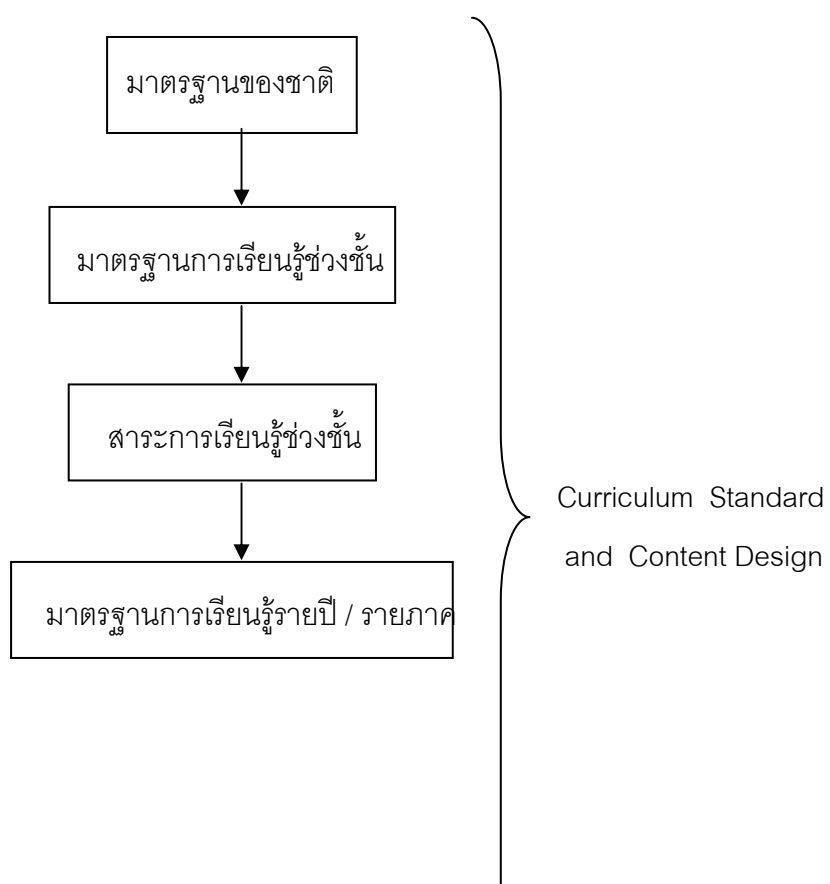 มาตรฐานของชาติ
มาตรฐานการเรียนรู้ช่วงชั้น
สาระการเรียนรู้ช่วงชั้น
มาตรฐานการเรียนรู้รายปี / รายภาค
Curriculum Standard
and Content Design